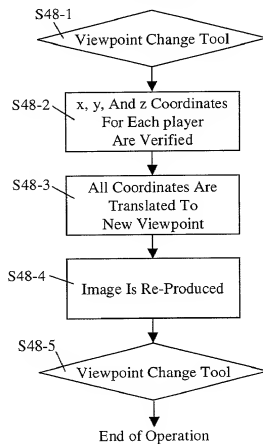 S48-1
Viewpoint Change Tool
S48-2
x, y, And z Coordinates
For Each player
Are Verified
S48-3
All Coordinates Are
Translated To
New Viewpoint
S48-4
Image Is Re-Produced
S48-5
Viewpoint Change Tool
End of Operation